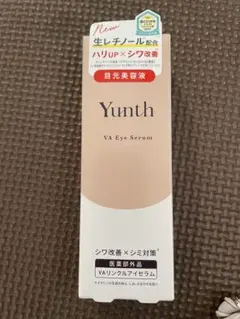 New
生レチノール配合
ハリUP×シワ改善
目元美容液
Yunth
VA Eye Serum
シワ改善×シミ対策
医薬部外品
VAリンクルアイセラム